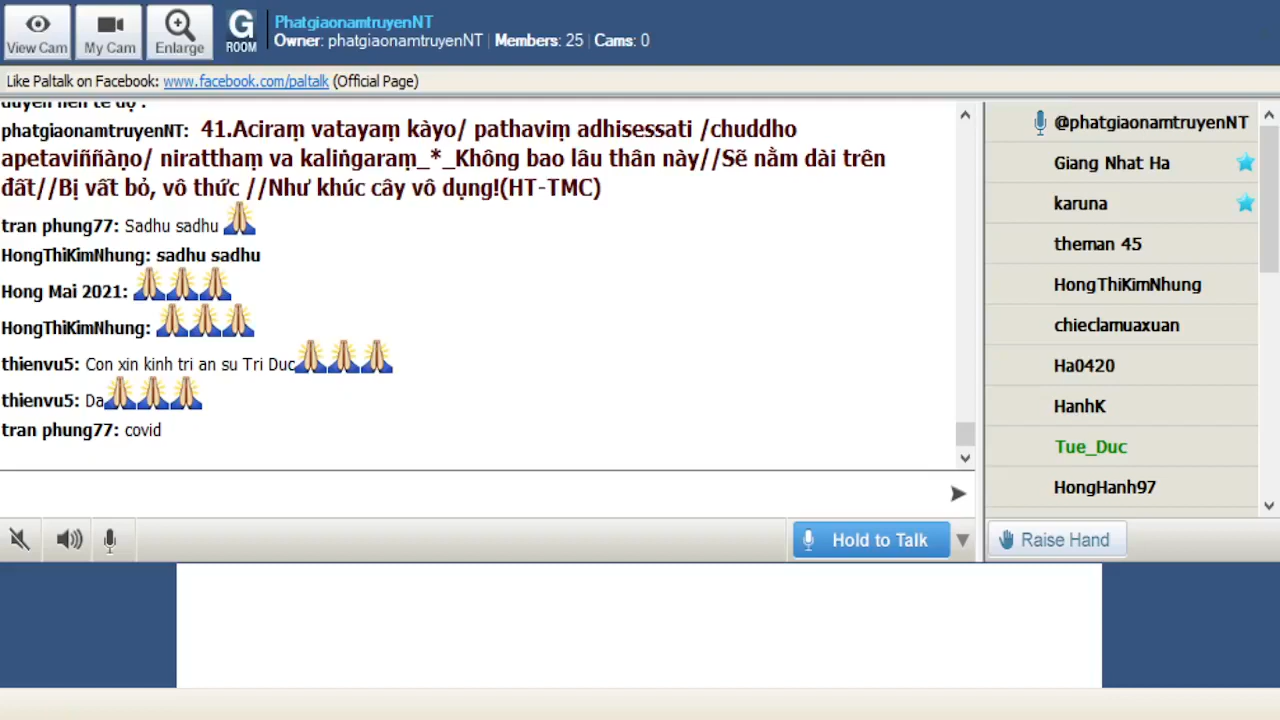 View Cam
My Cam
Enlarge
G
ROOM
PhatgiaonamtruyenNT
Owner: phatgiaonamtruyenNT | Members: 25 | Cams: 0
Like Paltalk on Facebook: www.facebook.com/paltalk (Official Page)
phatgiaonamtruyenNT: 41.Aciraṃ vatayaṃ kàyo/ pathaviṃ adhisessati /chuddho
apetaviññàṇo/ niratthaṃ va kaliṅgaraṃ_*_Không bao lâu thân này//Sẽ nằm dài trên
đất//Bị vất bỏ, vô thức //Như khúc cây vô dụng!(HT-TMC)
tran phung77: Sadhu sadhu
HongThiKimNhung: sadhu sadhu
Hong Mai 2021:
HongThiKimNhung:
thienvu5: Con xin kinh tri an su Tri Duc
thienvu5: Da
tran phung77: covid
@phatgiaonamtruyenNT
Giang Nhat Ha
karuna
theman 45
HongThiKimNhung
chieclamuaxuan
Ha0420
HanhK
Tue_Duc
HongHanh97
Hold to Talk
Raise Hand